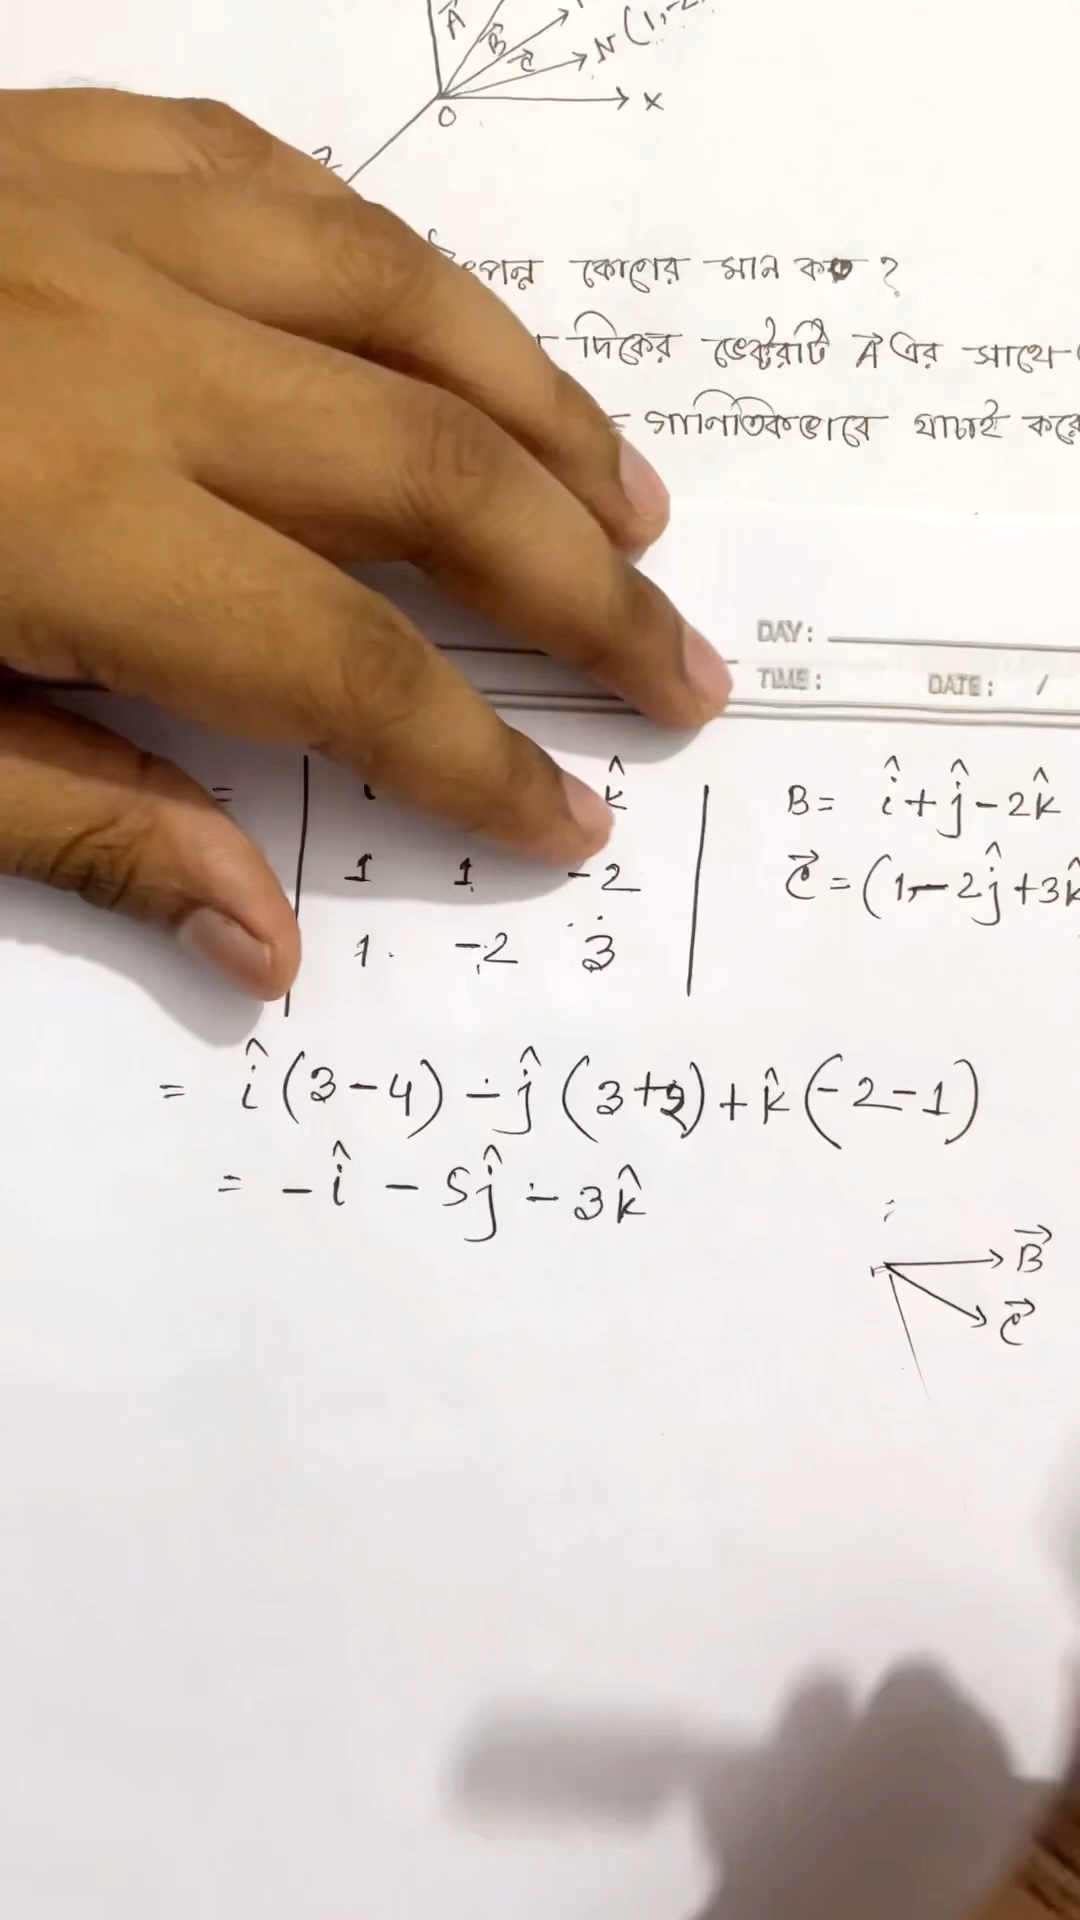 A⃗
B⃗
C⃗
N (1,-2
X
O
Z
কোণের মান কত ?
দিকের ভেক্টরটি A⃗ এর সাথে
গাণিতিকভাবে যাচাই করো
DAY:
TIME: DATE: /
= | k̂ | B = î + ĵ - 2k̂
1 1 -2 C⃗ = (1 - 2ĵ + 3k̂
1 -2 3
= î (3 - 4) - ĵ (3 + 2) + k̂ (-2 - 1)
= -î - 5ĵ - 3k̂
B⃗
C⃗